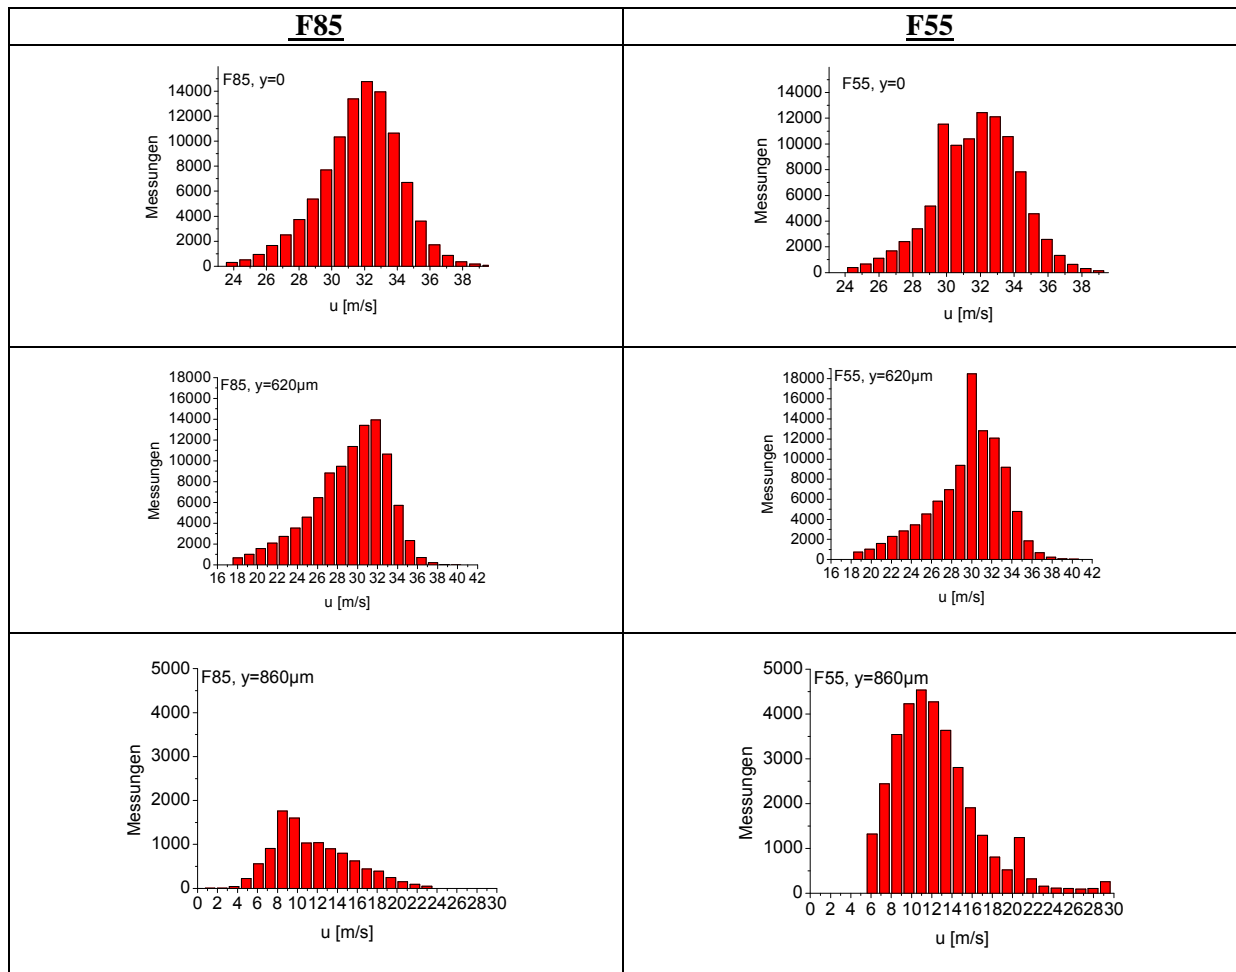 F85
F55
F85, y=0
14000
12000
10000
8000
6000
4000
2000
0
Messungen
24 26 28 30 32 34 36 38
u [m/s]
F55, y=0
14000
12000
10000
8000
6000
4000
2000
0
Messungen
24 26 28 30 32 34 36 38
u [m/s]
F85, y=620µm
18000
16000
14000
12000
10000
8000
6000
4000
2000
0
Messungen
16 18 20 22 24 26 28 30 32 34 36 38 40 42
u [m/s]
F55, y=620µm
18000
16000
14000
12000
10000
8000
6000
4000
2000
0
Messungen
16 18 20 22 24 26 28 30 32 34 36 38 40 42
u [m/s]
F85, y=860µm
5000
4000
3000
2000
1000
0
Messungen
0 2 4 6 8 10 12 14 16 18 20 22 24 26 28 30
u [m/s]
F55, y=860µm
5000
4000
3000
2000
1000
0
Messungen
0 2 4 6 8 10 12 14 16 18 20 22 24 26 28 30
u [m/s]